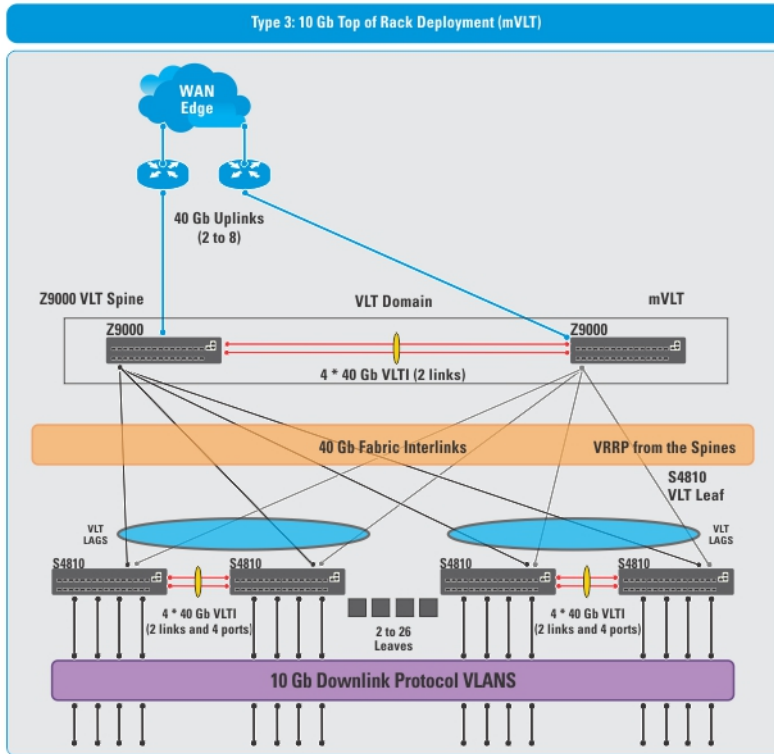 Type 3: 10 Gb Top of Rack Deployment (mVLT)
WAN
Edge
40 Gb Uplinks
(2 to 8)
Z9000 VLT Spine
VLT Domain
mVLT
Z9000
Z9000
4 * 40 Gb VLTI (2 links)
40 Gb Fabric Interlinks
VRRP from the Spines
S4810
VLT Leaf
VLT
LAGS
VLT
LAGS
S4810
S4810
S4810
S4810
4 * 40 Gb VLTI
(2 links and 4 ports)
2 to 26
Leaves
4 * 40 Gb VLTI
(2 links and 4 ports)
10 Gb Downlink Protocol VLANS